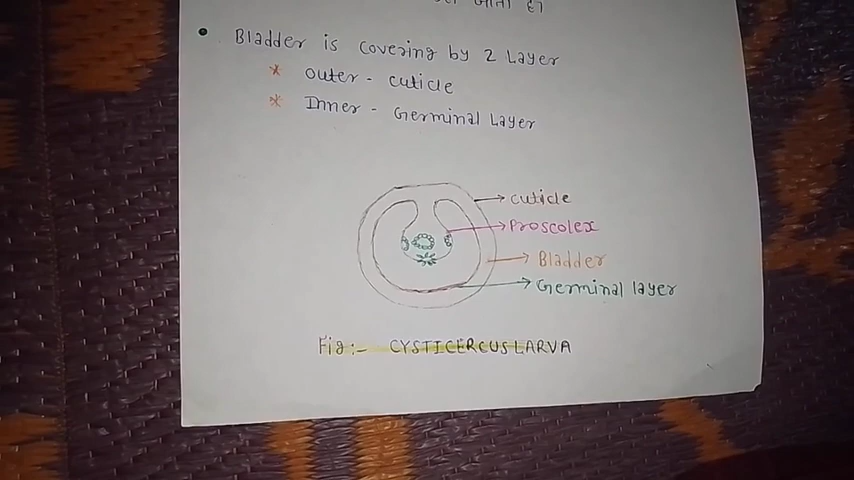 जाता है।
• Bladder is covering by 2 Layer
* Outer - cuticle
* Inner - Germinal Layer
cuticle
Proscolex
Bladder
Germinal layer
Fig:- CYSTICERCUS LARVA